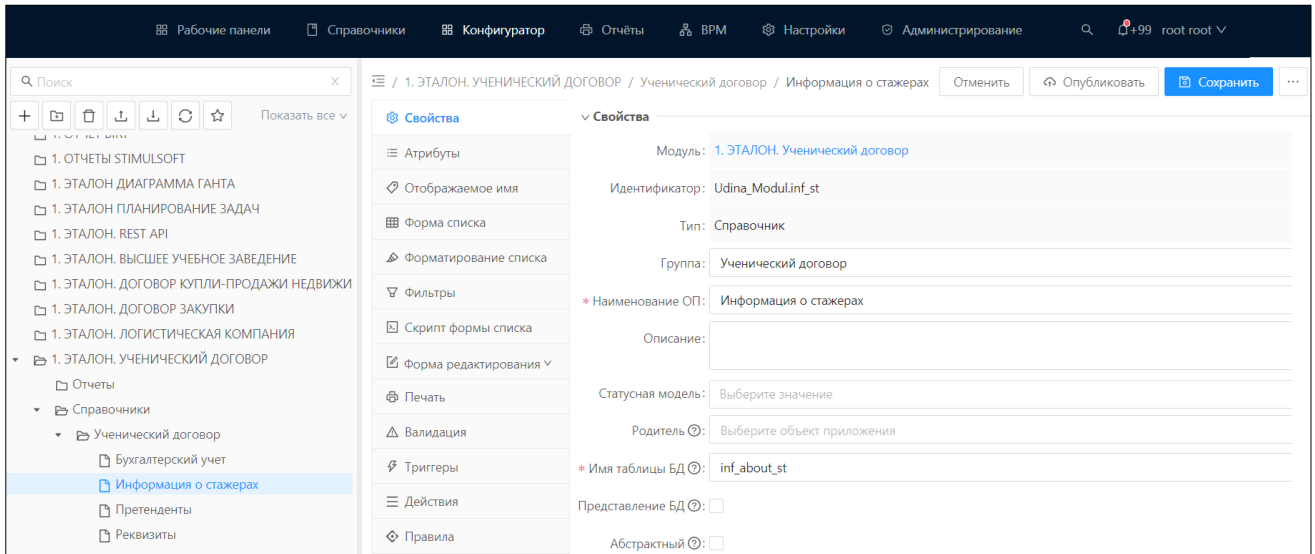 Рабочие панели Справочники Конфигуратор Отчёты BPM Настройки Администрирование +99 root root
Поиск
Показать все
1. ОТЧЕТ BIRT
1. ОТЧЕТЫ STIMULSOFT
1. ЭТАЛОН ДИАГРАММА ГАНТА
1. ЭТАЛОН ПЛАНИРОВАНИЕ ЗАДАЧ
1. ЭТАЛОН. REST API
1. ЭТАЛОН. ВЫСШЕЕ УЧЕБНОЕ ЗАВЕДЕНИЕ
1. ЭТАЛОН. ДОГОВОР КУПЛИ-ПРОДАЖИ НЕДВИЖИ
1. ЭТАЛОН. ДОГОВОР ЗАКУПКИ
1. ЭТАЛОН. ЛОГИСТИЧЕСКАЯ КОМПАНИЯ
1. ЭТАЛОН. УЧЕНИЧЕСКИЙ ДОГОВОР
Отчеты
Справочники
Ученический договор
Бухгалтерский учет
Информация о стажерах
Претенденты
Реквизиты
/ 1. ЭТАЛОН. УЧЕНИЧЕСКИЙ ДОГОВОР / Ученический договор / Информация о стажерах Отменить Опубликовать Сохранить ...
Свойства
Атрибуты
Отображаемое имя
Форма списка
Форматирование списка
Фильтры
Скрипт формы списка
Форма редактирования
Печать
Валидация
Триггеры
Действия
Правила
Свойства
Модуль: 1. ЭТАЛОН. Ученический договор
Идентификатор: Udina_Modul.inf_st
Тип: Справочник
Группа: Ученический договор
* Наименование ОП: Информация о стажерах
Описание:
Статусная модель: Выберите значение
Родитель ?: Выберите объект приложения
* Имя таблицы БД ?: inf_about_st
Представление БД ?:
Абстрактный ?: